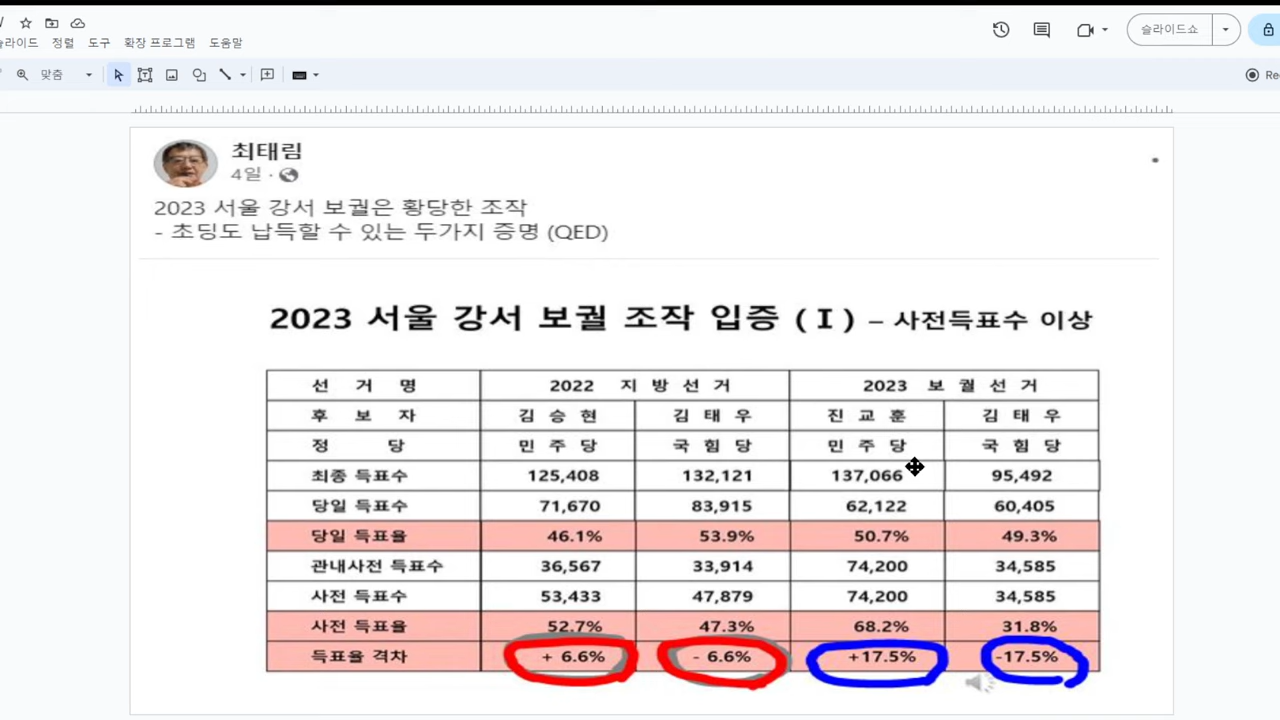 슬라이드 정렬 도구 확장 프로그램 도움말
슬라이드쇼
맞춤
Re
최태림
4일 ·
2023 서울 강서 보궐은 황당한 조작
- 초딩도 납득할 수 있는 두가지 증명 (QED)
2023 서울 강서 보궐 조작 입증 ( I ) – 사전득표수 이상
선 거 명 2022 지 방 선 거 2023 보 궐 선 거
후 보 자 김 승 현 김 태 우 진 교 훈 김 태 우
정 당 민 주 당 국 힘 당 민 주 당 국 힘 당
최종 득표수 125,408 132,121 137,066 95,492
당일 득표수 71,670 83,915 62,122 60,405
당일 득표율 46.1% 53.9% 50.7% 49.3%
관내사전 득표수 36,567 33,914 74,200 34,585
사전 득표수 53,433 47,879 74,200 34,585
사전 득표율 52.7% 47.3% 68.2% 31.8%
득표율 격차 + 6.6% - 6.6% +17.5% -17.5%